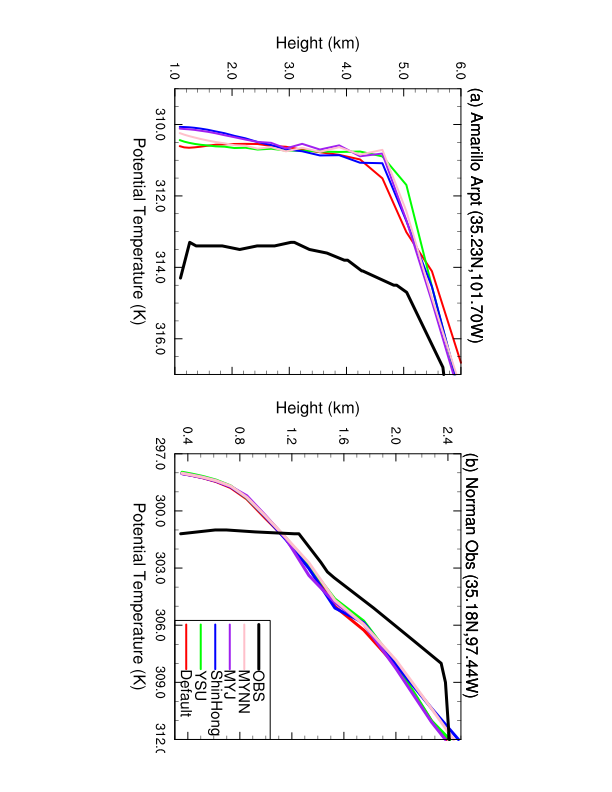 (a) Amarillo Arpt (35.23N,101.70W)
Height (km)
6.0
5.0
4.0
3.0
2.0
1.0
310.0 312.0 314.0 316.0
Potential Temperature (K)
(b) Norman Obs (35.18N,97.44W)
Height (km)
2.4
2.0
1.6
1.2
0.8
0.4
297.0 300.0 303.0 306.0 309.0 312.0
Potential Temperature (K)
OBS
MYNN
MYJ
ShinHong
YSU
Default